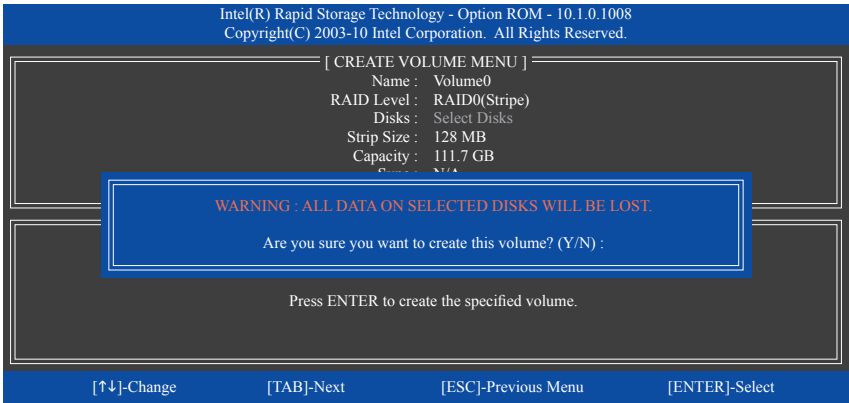 Intel(R) Rapid Storage Technology - Option ROM - 10.1.0.1008
Copyright(C) 2003-10 Intel Corporation. All Rights Reserved.
[ CREATE VOLUME MENU ]
Name : Volume0
RAID Level : RAID0(Stripe)
Disks : Select Disks
Strip Size : 128 MB
Capacity : 111.7 GB
Sync : N/A
WARNING : ALL DATA ON SELECTED DISKS WILL BE LOST.
Are you sure you want to create this volume? (Y/N) :
Press ENTER to create the specified volume.
[↑↓]-Change [TAB]-Next [ESC]-Previous Menu [ENTER]-Select